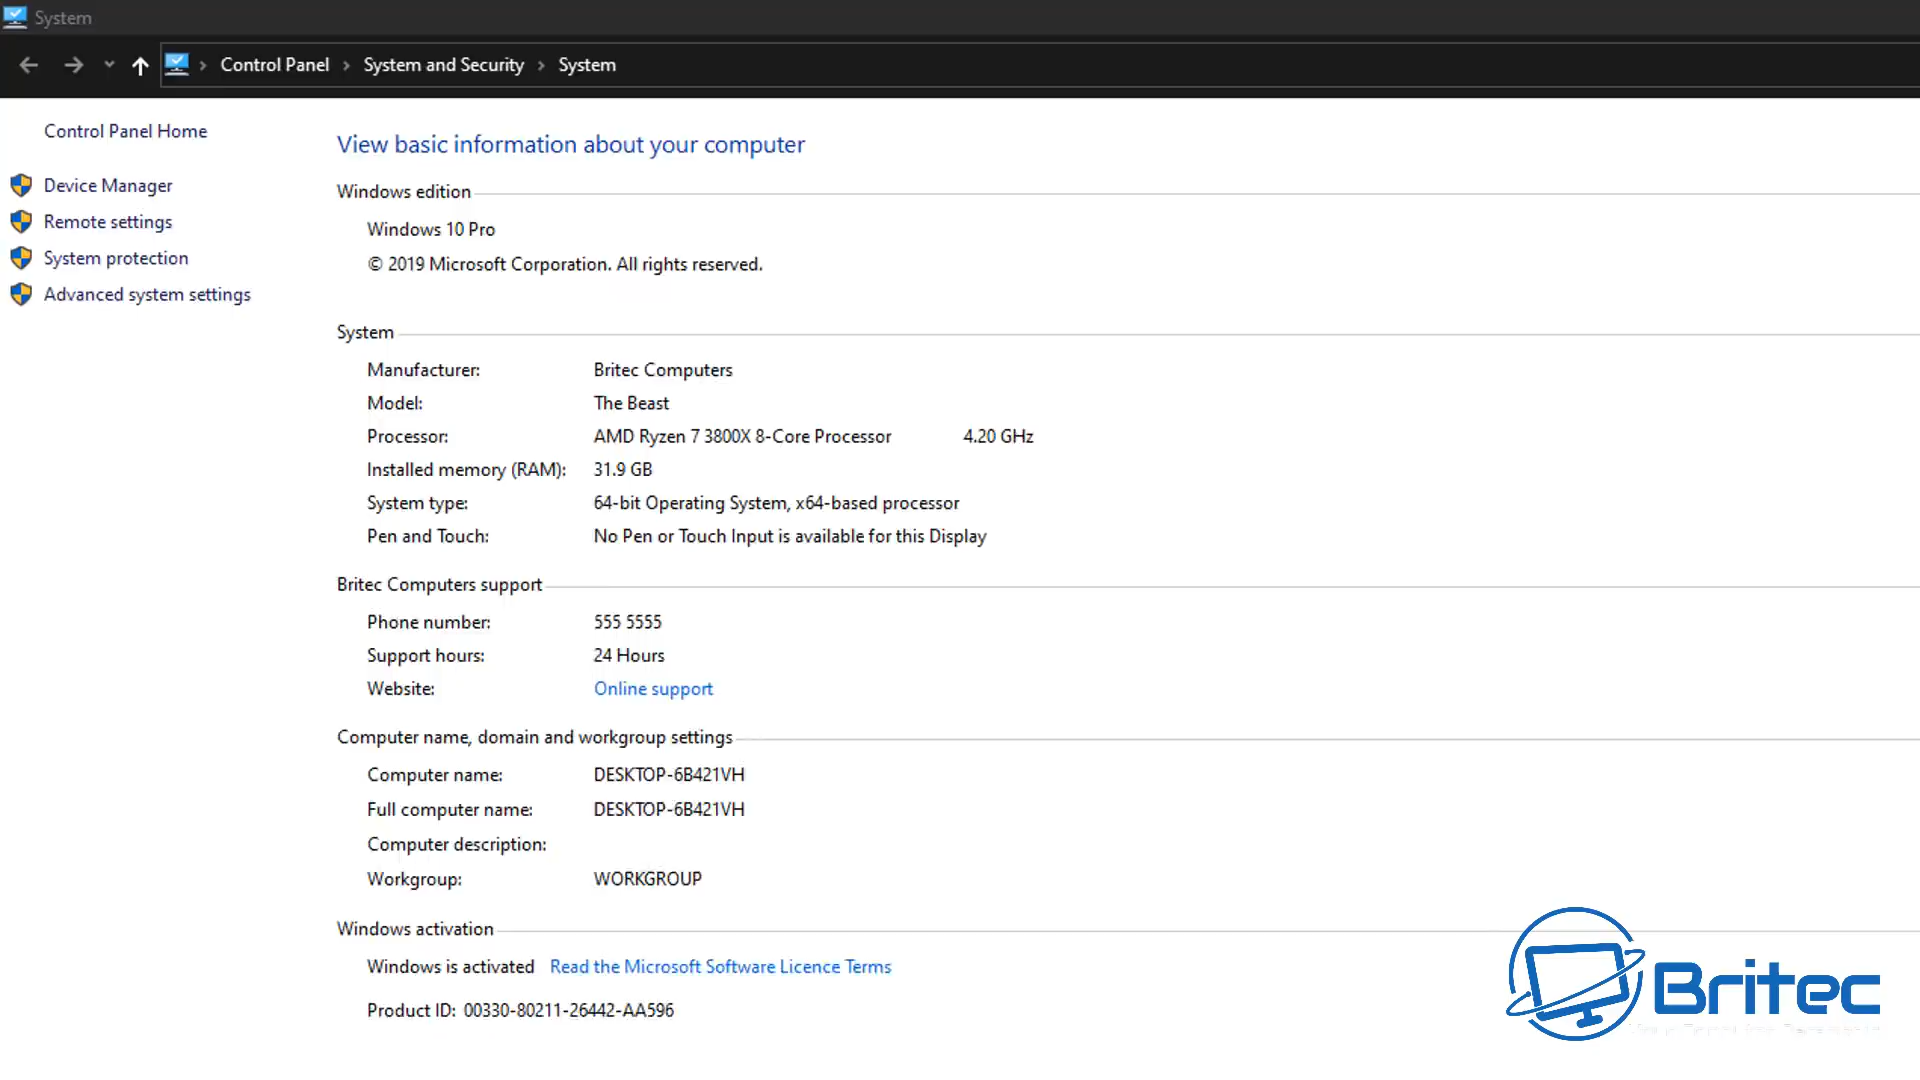 System
Control Panel › System and Security › System
Control Panel Home
Device Manager
Remote settings
System protection
Advanced system settings
View basic information about your computer
Windows edition
Windows 10 Pro
© 2019 Microsoft Corporation. All rights reserved.
System
Manufacturer: Britec Computers
Model: The Beast
Processor: AMD Ryzen 7 3800X 8-Core Processor 4.20 GHz
Installed memory (RAM): 31.9 GB
System type: 64-bit Operating System, x64-based processor
Pen and Touch: No Pen or Touch Input is available for this Display
Britec Computers support
Phone number: 555 5555
Support hours: 24 Hours
Website: Online support
Computer name, domain and workgroup settings
Computer name: DESKTOP-6B421VH
Full computer name: DESKTOP-6B421VH
Computer description:
Workgroup: WORKGROUP
Windows activation
Windows is activated Read the Microsoft Software Licence Terms
Product ID: 00330-80211-26442-AA596
Britec